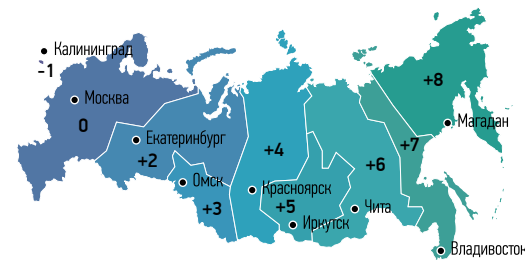 Калининград
-1
+8
Москва
Магадан
0
Екатеринбург
+7
+4
+2
+6
Омск
Красноярск
+3
+5
Чита
Иркутск
Владивосток